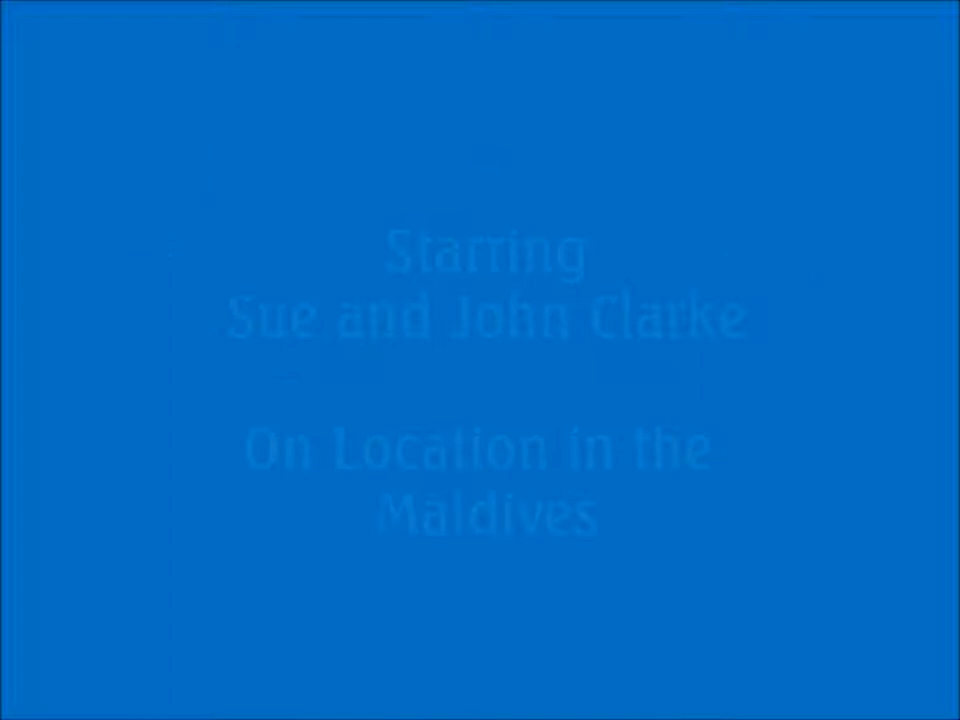 Starring
Sue and John Clarke
On Location in the
Maldives